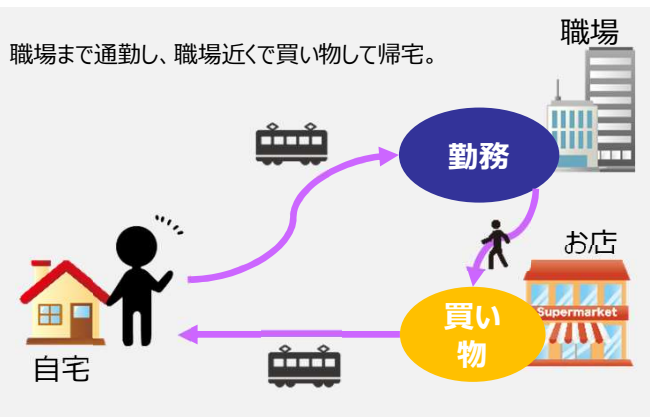 職場まで通勤し、職場近くで買い物して帰宅。
職場
勤務
お店
Supermarket
買い
物
自宅